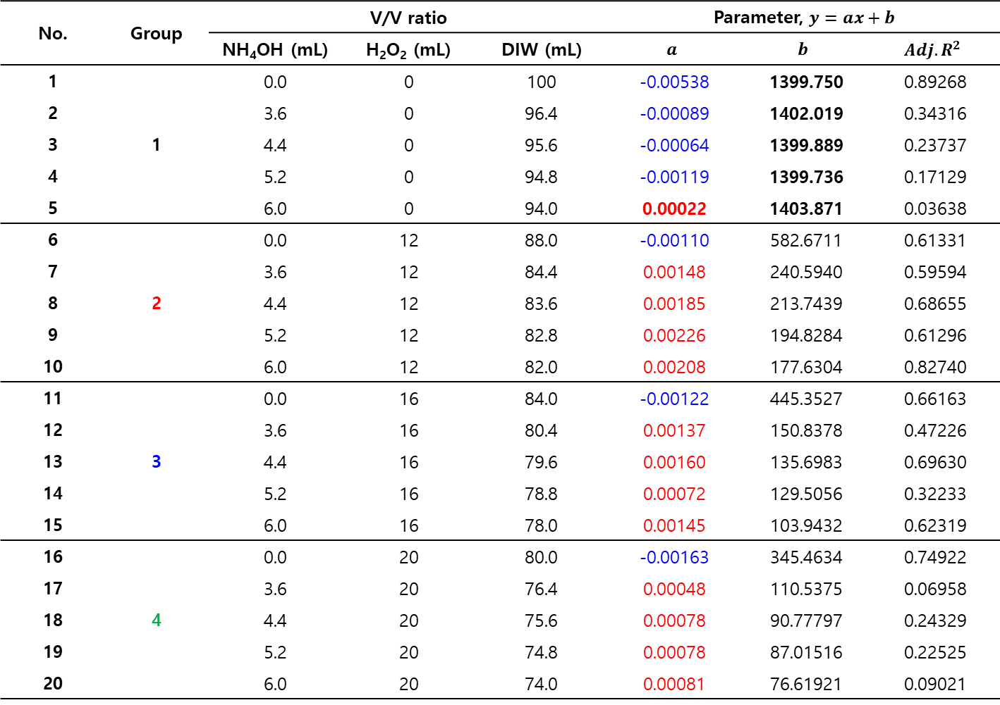 No. Group V/V ratio Parameter, y = ax + b
NH₄OH (mL) H₂O₂ (mL) DIW (mL) a b Adj. R²
1 0.0 0 100 -0.00538 1399.750 0.89268
2 3.6 0 96.4 -0.00089 1402.019 0.34316
3 1 4.4 0 95.6 -0.00064 1399.889 0.23737
4 5.2 0 94.8 -0.00119 1399.736 0.17129
5 6.0 0 94.0 0.00022 1403.871 0.03638
6 0.0 12 88.0 -0.00110 582.6711 0.61331
7 3.6 12 84.4 0.00148 240.5940 0.59594
8 2 4.4 12 83.6 0.00185 213.7439 0.68655
9 5.2 12 82.8 0.00226 194.8284 0.61296
10 6.0 12 82.0 0.00208 177.6304 0.82740
11 0.0 16 84.0 -0.00122 445.3527 0.66163
12 3.6 16 80.4 0.00137 150.8378 0.47226
13 3 4.4 16 79.6 0.00160 135.6983 0.69630
14 5.2 16 78.8 0.00072 129.5056 0.32233
15 6.0 16 78.0 0.00145 103.9432 0.62319
16 0.0 20 80.0 -0.00163 345.4634 0.74922
17 3.6 20 76.4 0.00048 110.5375 0.06958
18 4 4.4 20 75.6 0.00078 90.77797 0.24329
19 5.2 20 74.8 0.00078 87.01516 0.22525
20 6.0 20 74.0 0.00081 76.61921 0.09021